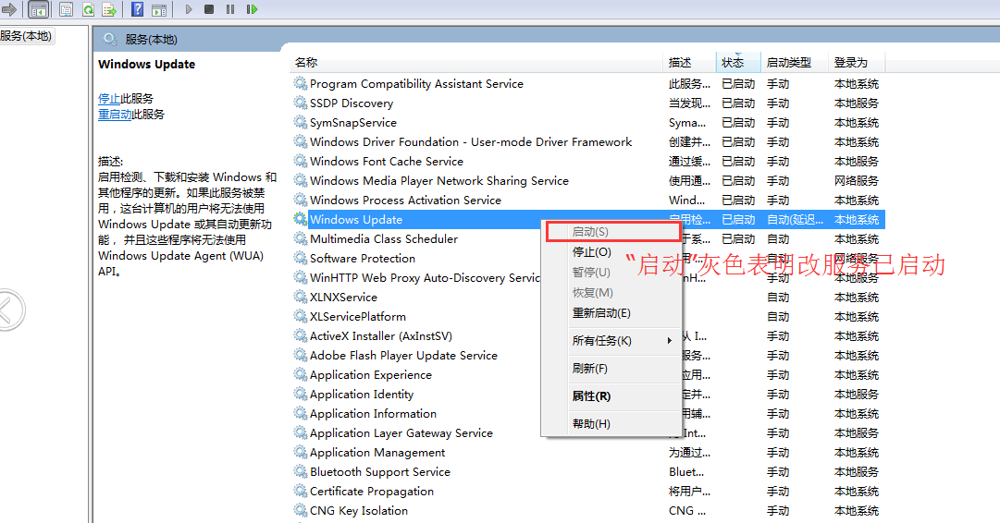 服务(本地)
服务(本地)
Windows Update
停止此服务
重启动此服务
描述:
启用检测、下载和安装 Windows 和
其他程序的更新。如果此服务被禁
用，这台计算机的用户将无法使用
Windows Update 或其自动更新功
能，并且这些程序将无法使用
Windows Update Agent (WUA)
API。
名称 描述 状态 启动类型 登录为
Program Compatibility Assistant Service 此服务... 已启动 手动 本地系统
SSDP Discovery 当发现... 已启动 手动 本地服务
SymSnapService Syma... 已启动 手动 本地系统
Windows Driver Foundation - User-mode Driver Framework 创建并... 已启动 手动 本地系统
Windows Font Cache Service 通过缓... 已启动 手动 本地服务
Windows Media Player Network Sharing Service 使用通... 已启动 手动 网络服务
Windows Process Activation Service Wind... 已启动 手动 本地系统
Windows Update 启用检... 已启动 自动(延迟... 本地系统
Multimedia Class Scheduler 于系... 自动 本地系统
Software Protection 自动 网络服务
WinHTTP Web Proxy Auto-Discovery Servic 自动 本地服务
XLNXService 自动 本地系统
XLServicePlatform 自动 本地系统
ActiveX Installer (AxInstSV) 从 I... 手动 本地系统
Adobe Flash Player Update Service 服务... 手动 本地系统
Application Experience 应用... 手动 本地系统
Application Identity 定并... 手动 本地服务
Application Information 用辅... 手动 本地系统
Application Layer Gateway Service Int... 手动 本地服务
Application Management 为通过... 手动 本地系统
Bluetooth Support Service Bluet... 手动 本地服务
Certificate Propagation 将用户... 手动 本地系统
CNG Key Isolation CNG ... 手动 本地系统
启动(S)
停止(O)
暂停(U)
恢复(M)
重新启动(E)
所有任务(K)
刷新(F)
属性(R)
帮助(H)
“启动”灰色表明改服务已启动